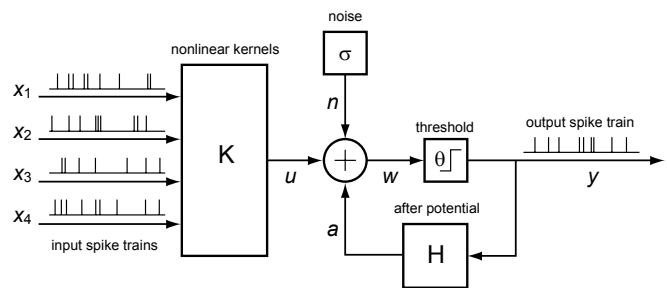 noise
σ
nonlinear kernels
x1
x2
x3
x4
input spike trains
K
u
n
+
w
a
threshold
θ
after potential
H
output spike train
y